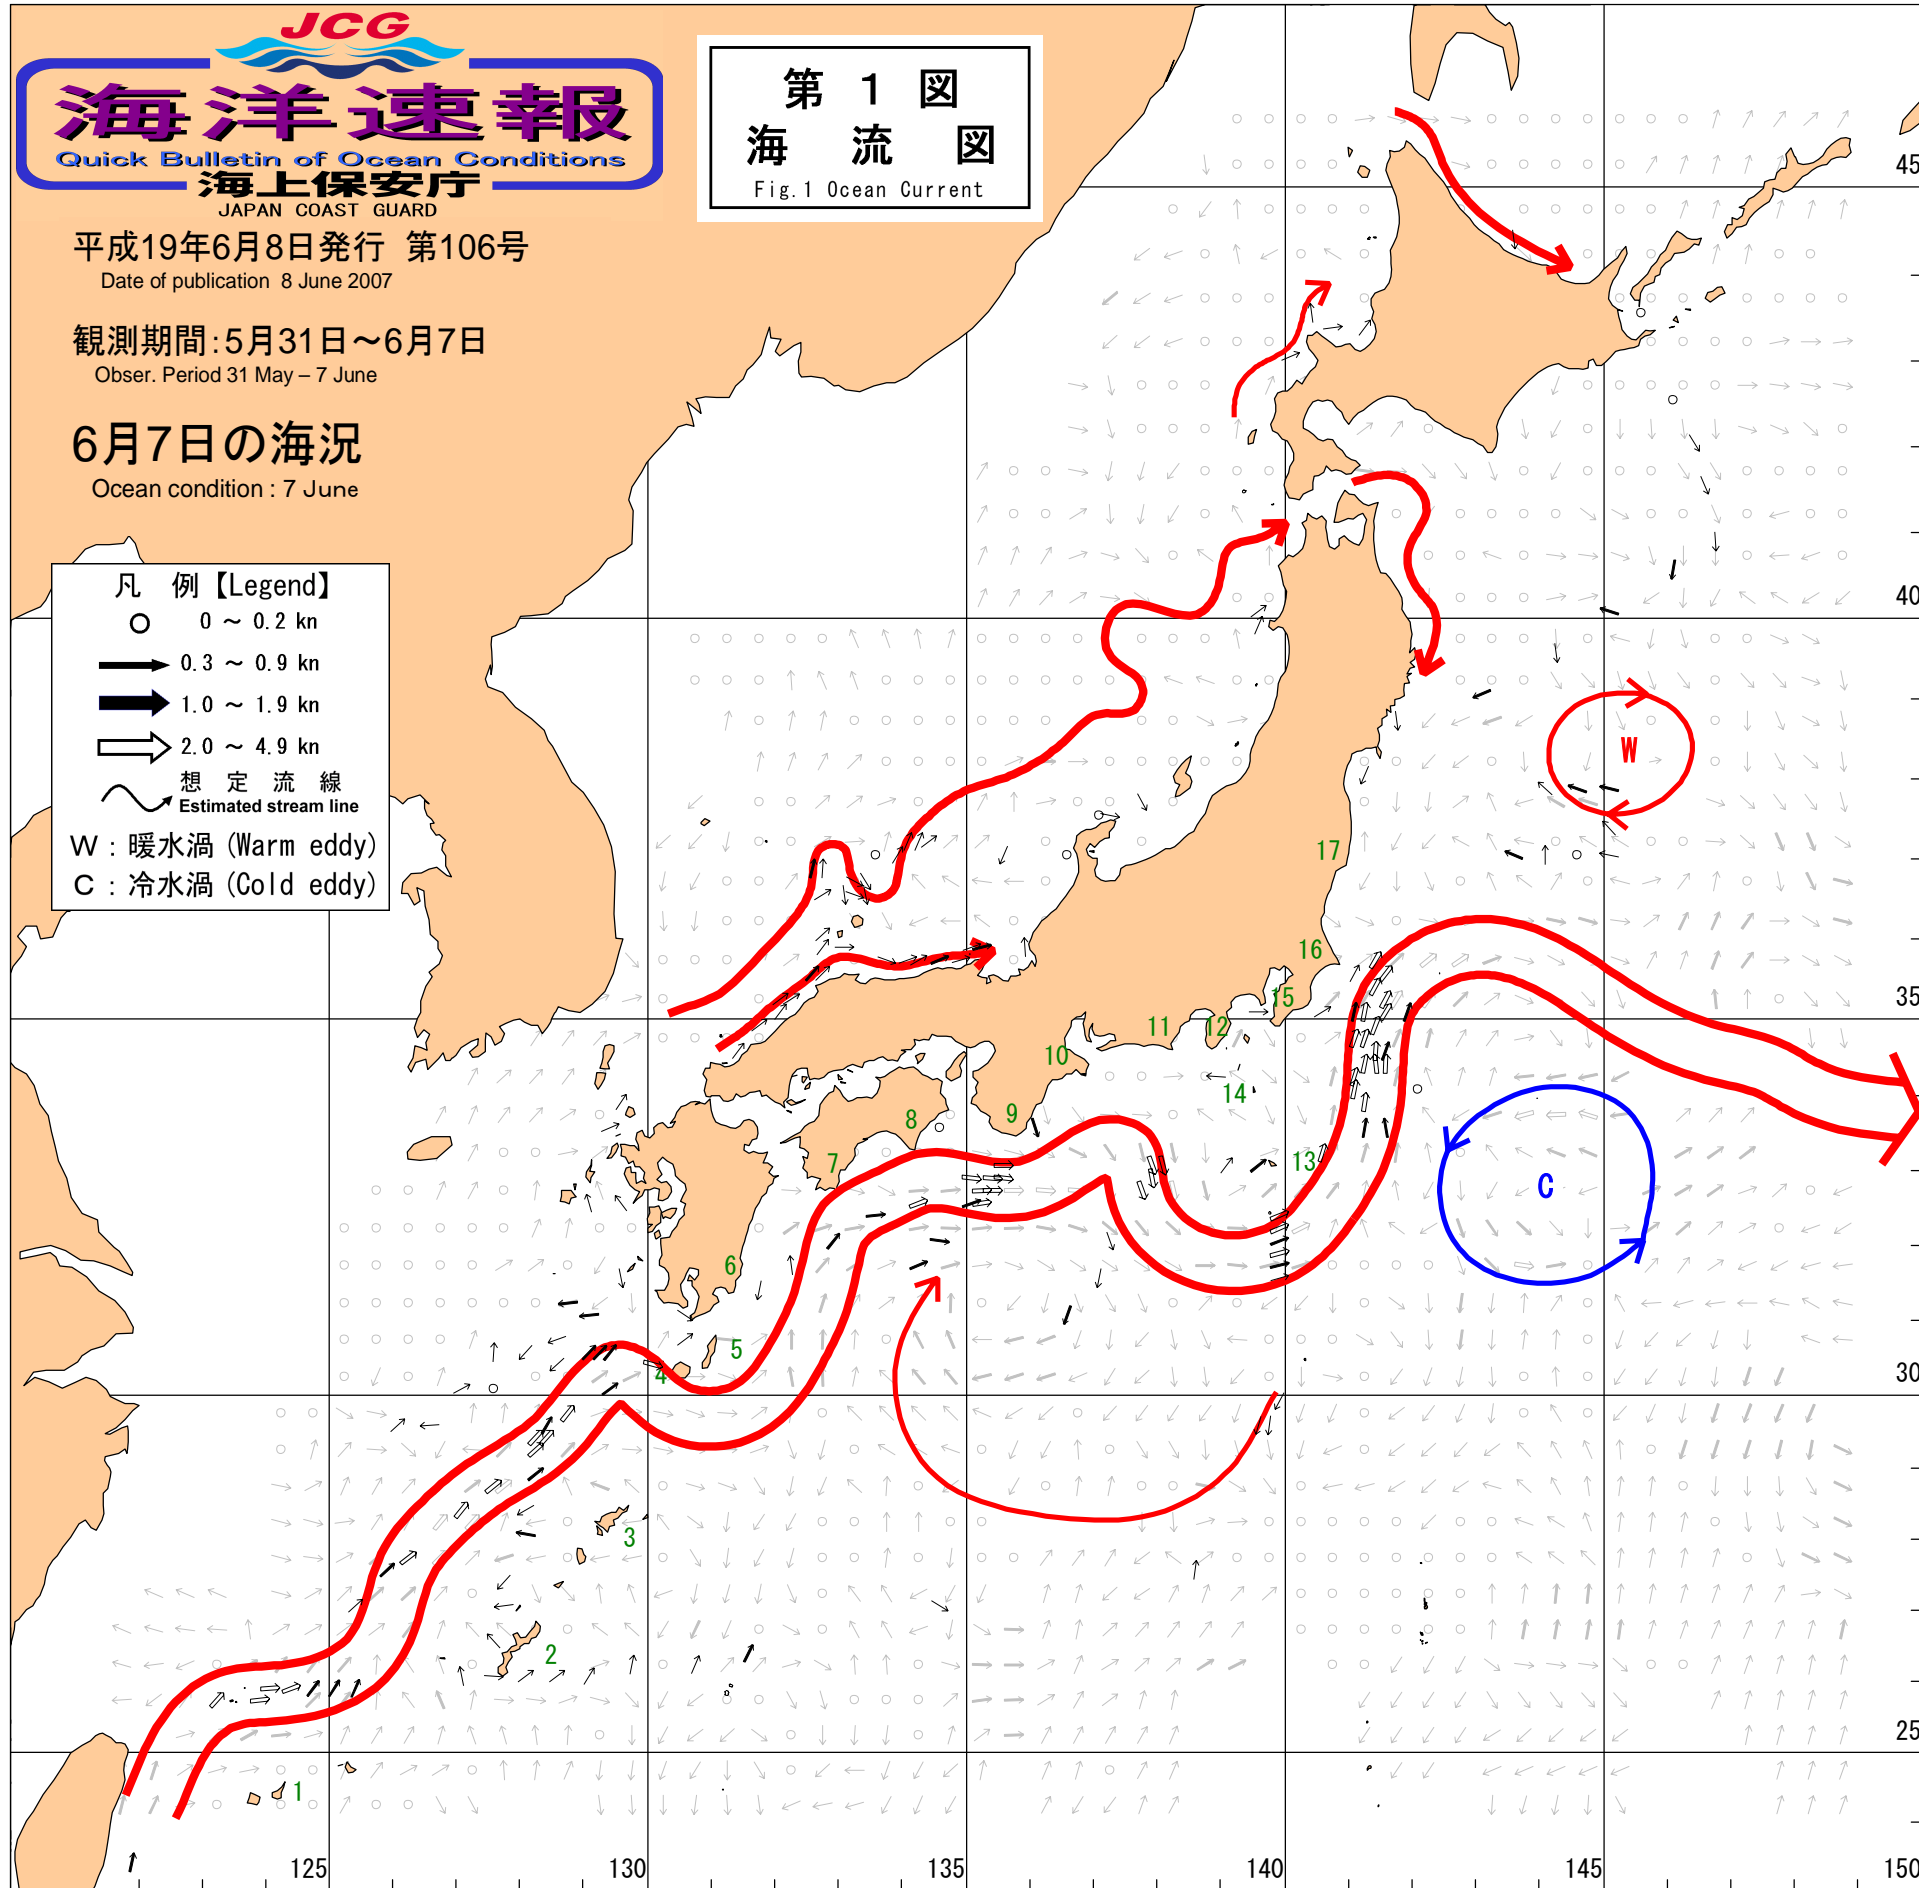 JCG
海洋速報
Quick Bulletin of Ocean Conditions
海上保安庁
JAPAN COAST GUARD
平成19年6月8日発行 第106号
Date of publication 8 June 2007
観測期間:5月31日～6月7日
Obser. Period 31 May – 7 June
6月7日の海況
Ocean condition : 7 June
第 1 図
海 流 図
Fig.1 Ocean Current
凡 例【Legend】
0 ～ 0.2 kn
0.3 ～ 0.9 kn
1.0 ～ 1.9 kn
2.0 ～ 4.9 kn
想 定 流 線
Estimated stream line
W : 暖水渦 (Warm eddy)
C : 冷水渦 (Cold eddy)
45
40
W
17
16
15
35
11
12
10
14
8
9
7
13
C
6
5
4
30
3
2
25
1
125
130
135
140
145
150